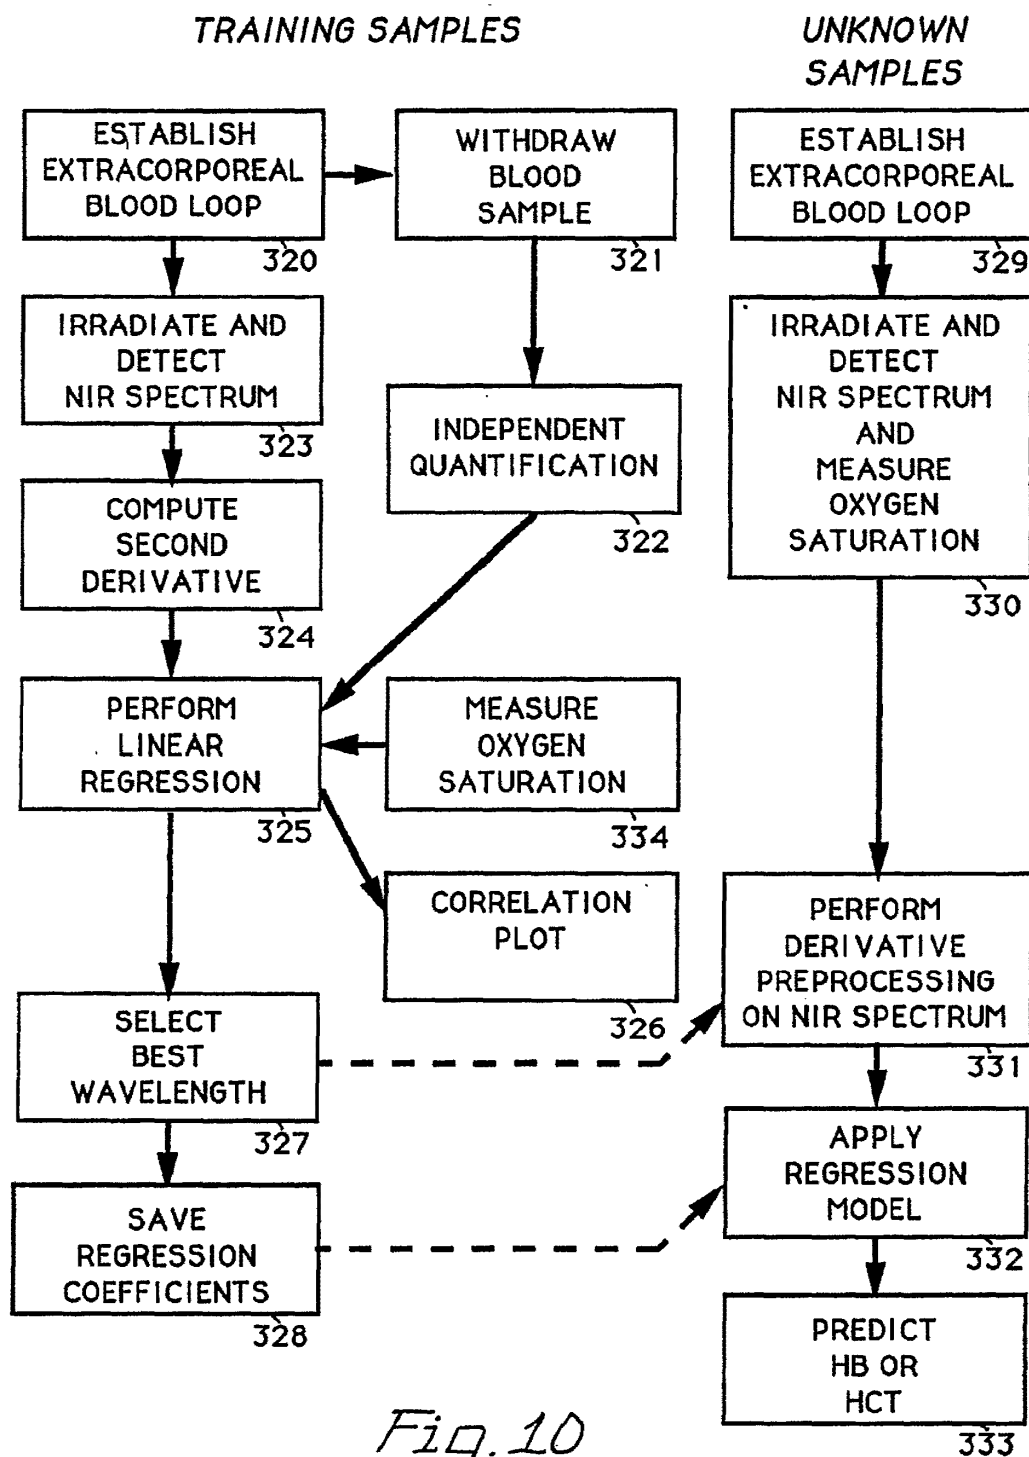 TRAINING SAMPLES
UNKNOWN
SAMPLES
ESTABLISH
EXTRACORPOREAL
BLOOD LOOP
320
WITHDRAW
BLOOD
SAMPLE
321
ESTABLISH
EXTRACORPOREAL
BLOOD LOOP
329
IRRADIATE AND
DETECT
NIR SPECTRUM
323
INDEPENDENT
QUANTIFICATION
322
IRRADIATE AND
DETECT
NIR SPECTRUM
AND
MEASURE
OXYGEN
SATURATION
330
COMPUTE
SECOND
DERIVATIVE
324
PERFORM
LINEAR
REGRESSION
325
MEASURE
OXYGEN
SATURATION
334
CORRELATION
PLOT
326
PERFORM
DERIVATIVE
PREPROCESSING
ON NIR SPECTRUM
331
SELECT
BEST
WAVELENGTH
327
APPLY
REGRESSION
MODEL
332
SAVE
REGRESSION
COEFFICIENTS
328
PREDICT
HB OR
HCT
333
Fig. 10